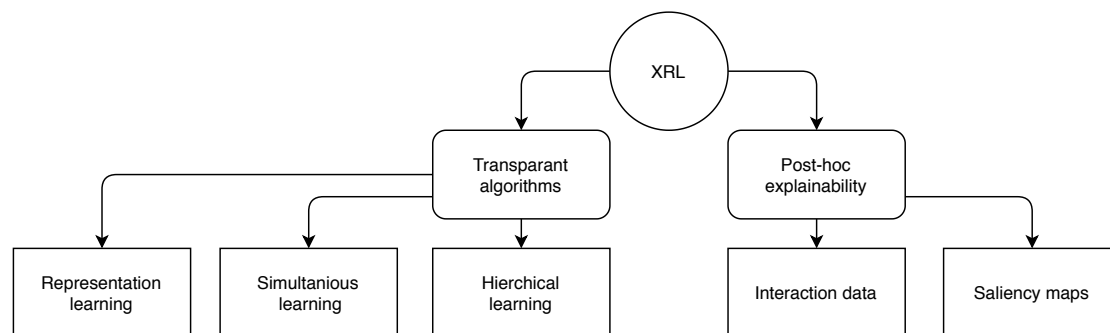 XRL
Transparant
algorithms
Post-hoc
explainability
Representation
learning
Simultanious
learning
Hierchical
learning
Interaction data
Saliency maps